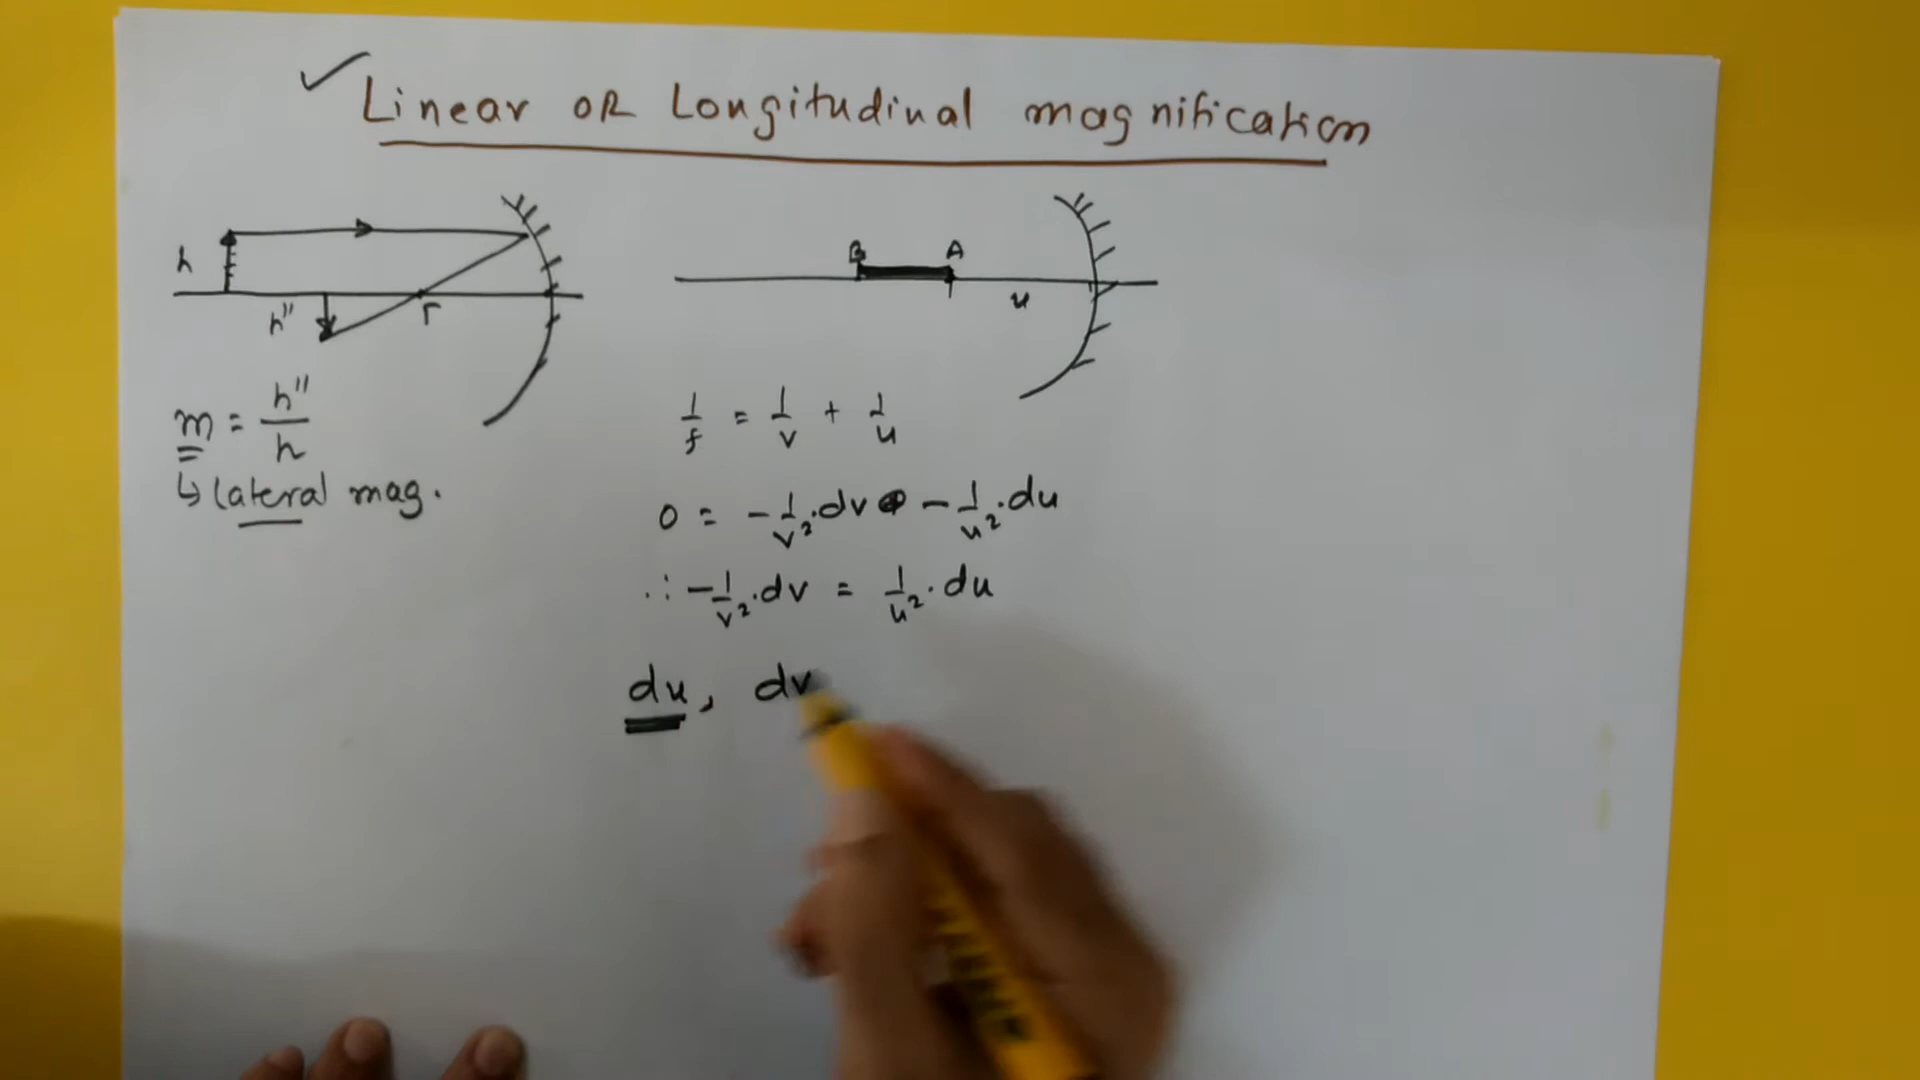 Linear OR Longitudinal magnification
h
h"
F
m = h"/h
↳ lateral mag.
B A
u
1/f = 1/v + 1/u
0 = -1/v².dv - 1/u².du
∴ -1/v².dv = 1/u².du
du, dv